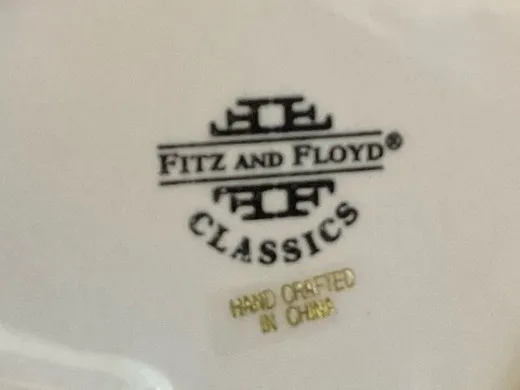 FITZ AND FLOYD®
CLASSICS
HAND CRAFTED
IN CHINA